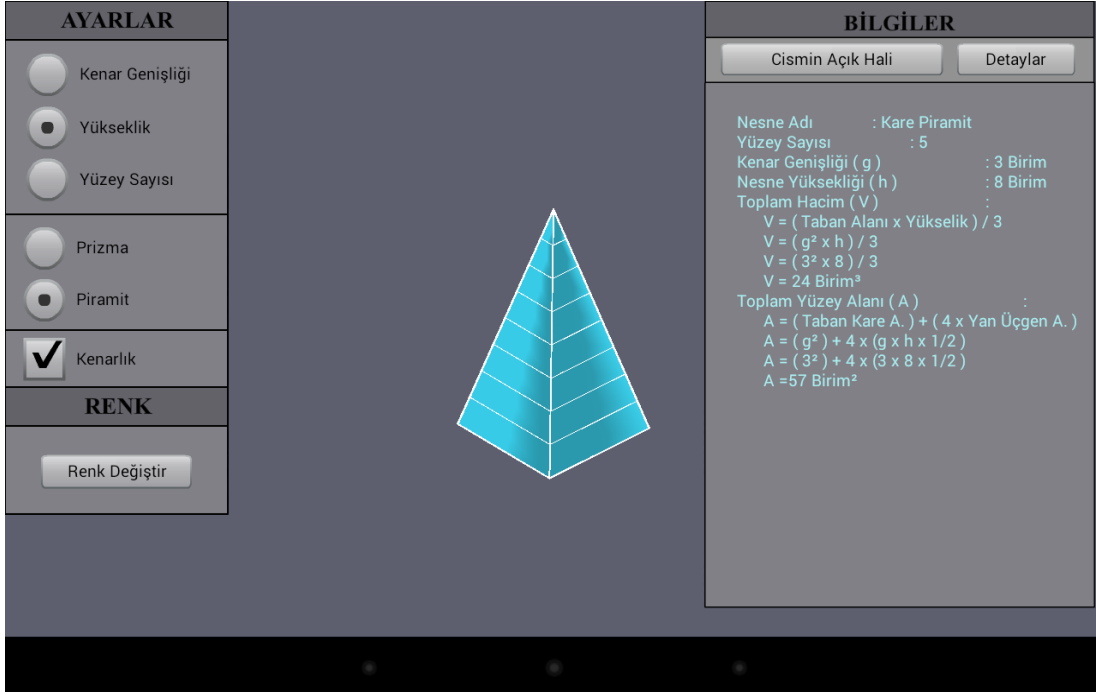 AYARLAR
Kenar Genişliği
Yükseklik
Yüzey Sayısı
Prizma
Piramit
Kenarlık
RENK
Renk Değiştir
BİLGİLER
Cismin Açık Hali
Detaylar
Nesne Adı : Kare Piramit
Yüzey Sayısı : 5
Kenar Genişliği ( g ) : 3 Birim
Nesne Yüksekliği ( h ) : 8 Birim
Toplam Hacim ( V ) :
V = ( Taban Alanı x Yükselik ) / 3
V = ( g² x h ) / 3
V = ( 3² x 8 ) / 3
V = 24 Birim³
Toplam Yüzey Alanı ( A ) :
A = ( Taban Kare A. ) + ( 4 x Yan Üçgen A. )
A = ( g² ) + 4 x (g x h x 1/2 )
A = ( 3² ) + 4 x (3 x 8 x 1/2 )
A =57 Birim²